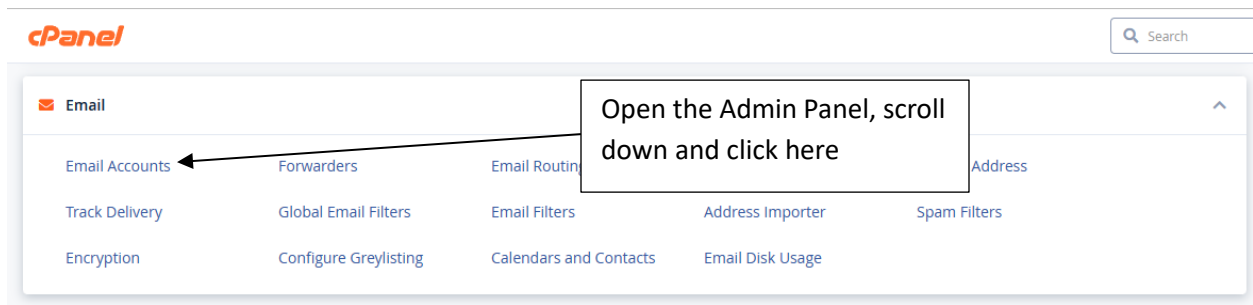 cPanel
Search
Email
Open the Admin Panel, scroll
down and click here
Email Accounts Forwarders Email Routing Address
Track Delivery Global Email Filters Email Filters Address Importer Spam Filters
Encryption Configure Greylisting Calendars and Contacts Email Disk Usage